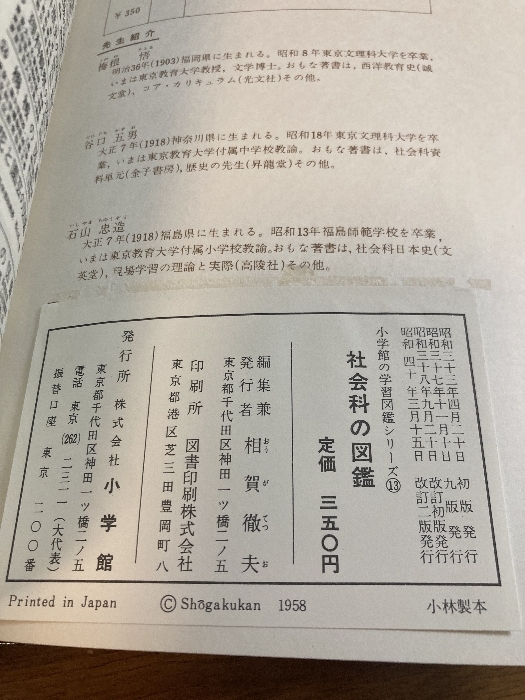 ¥ 350
先生紹介
梅根 悟
明治36年(1903)福岡県に生まれる。昭和8年東京文理科大学を卒業,
いまは東京教育大学教授,文学博士。おもな著書は,西洋教育史(誠
文堂),コア・カリキュラム(光文社)その他。
谷口 五男
大正7年(1918)神奈川県に生まれる。昭和18年東京文理科大学を卒
業,いまは東京教育大学付属中学校教諭。おもな著書は,社会科資
料単元(金子書房),歴史の先生(昇龍堂)その他。
石山 忠造
大正7年(1918)福島県に生まれる。昭和13年福島師範学校を卒業,
いまは東京教育大学付属小学校教諭。おもな著書は,社会科日本史(文
英堂),現場学習の理論と実際(高陵社)その他。
昭和三十三年四月二十日 初版発行
昭和三十七年十一月十日 九版発行
昭和三十八年九月二十日 改訂初版発行
昭和四十年三月十五日 改訂二版発行
小学館の学習図鑑シリーズ⑬
社会科の図鑑
定価 三五〇円
編集兼
発行者 相賀徹夫
おう が てつ お
東京都千代田区神田一ツ橋二ノ五
印刷所 図書印刷株式会社
東京都港区芝三田豊岡町八
発行所 株式会社 小学館
東京都千代田区神田一ツ橋二ノ五
電話 東京(262)二三一一(大代表)
振替口座 東京 二〇〇番
Printed in Japan
© Shōgakukan 1958
小林製本